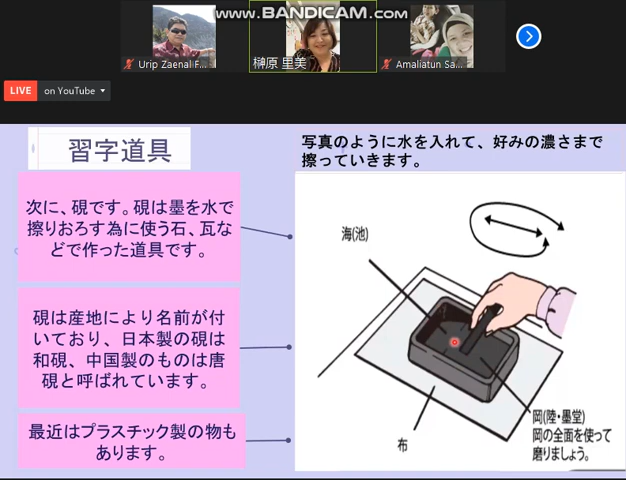 WWW.BANDICAM.COM
Urip Zaenal F...
榊原 里美
Amaliatun Sa...
LIVE on YouTube
習字道具
写真のように水を入れて、好みの濃さまで
擦っていきます。
次に、硯です。硯は墨を水で
擦りおろす為に使う石、瓦な
どで作った道具です。
硯は産地により名前が付
いており、日本製の硯は
和硯、中国製のものは唐
硯と呼ばれています。
最近はプラスチック製の物も
あります。
海(池)
岡(陸・墨堂)
岡の全面を使って
磨りましょう。
布